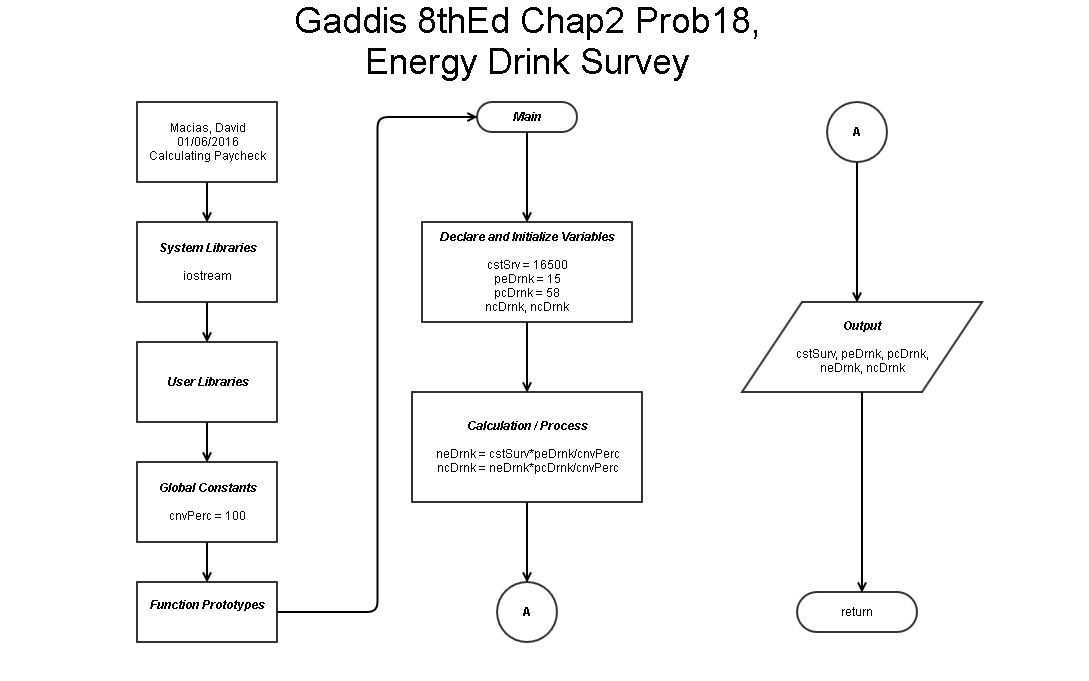 Gaddis 8thEd Chap2 Prob18,
Energy Drink Survey
Macias, David
01/06/2016
Calculating Paycheck
System Libraries
iostream
User Libraries
Global Constants
cnvPerc = 100
Function Prototypes
Main
Declare and Initialize Variables
cstSrv = 16500
peDrnk = 15
pcDrnk = 58
ncDrnk, ncDrnk
Calculation / Process
neDrnk = cstSurv*peDrnk/cnvPerc
ncDrnk = neDrnk*pcDrnk/cnvPerc
A
A
Output
cstSurv, peDrnk, pcDrnk,
neDrnk, ncDrnk
return